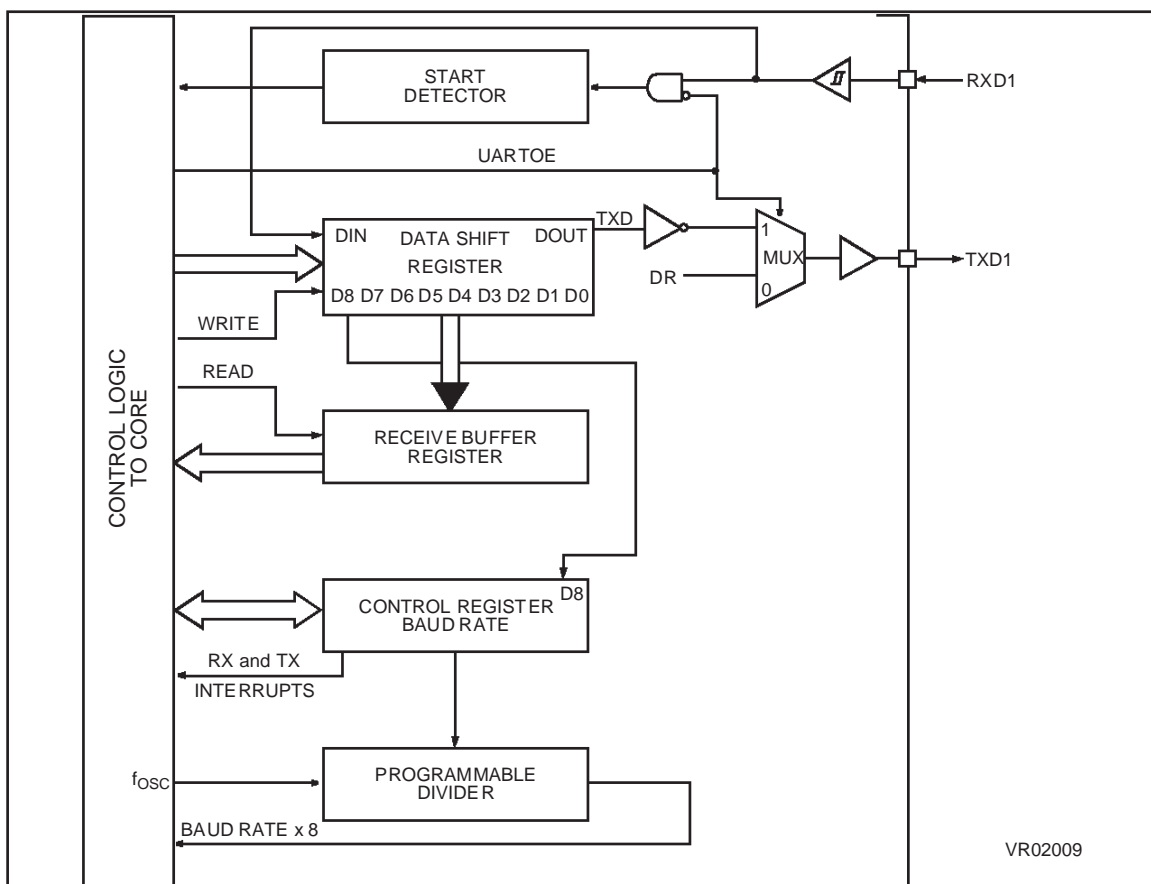 START
DETECTOR
RXD1
UARTOE
TXD
DIN DATA SHIFT DOUT
REGISTER
D8 D7 D6 D5 D4 D3 D2 D1 D0
1
MUX
0
DR
TXD1
WRITE
READ
RECEIVE BUFFER
REGISTER
CONTROL LOGIC
TO CORE
D8
CONTROL REGISTER
BAUD RATE
RX and TX
INTERRUPTS
fOSC
PROGRAMMABLE
DIVIDER
BAUD RATE x 8
VR02009